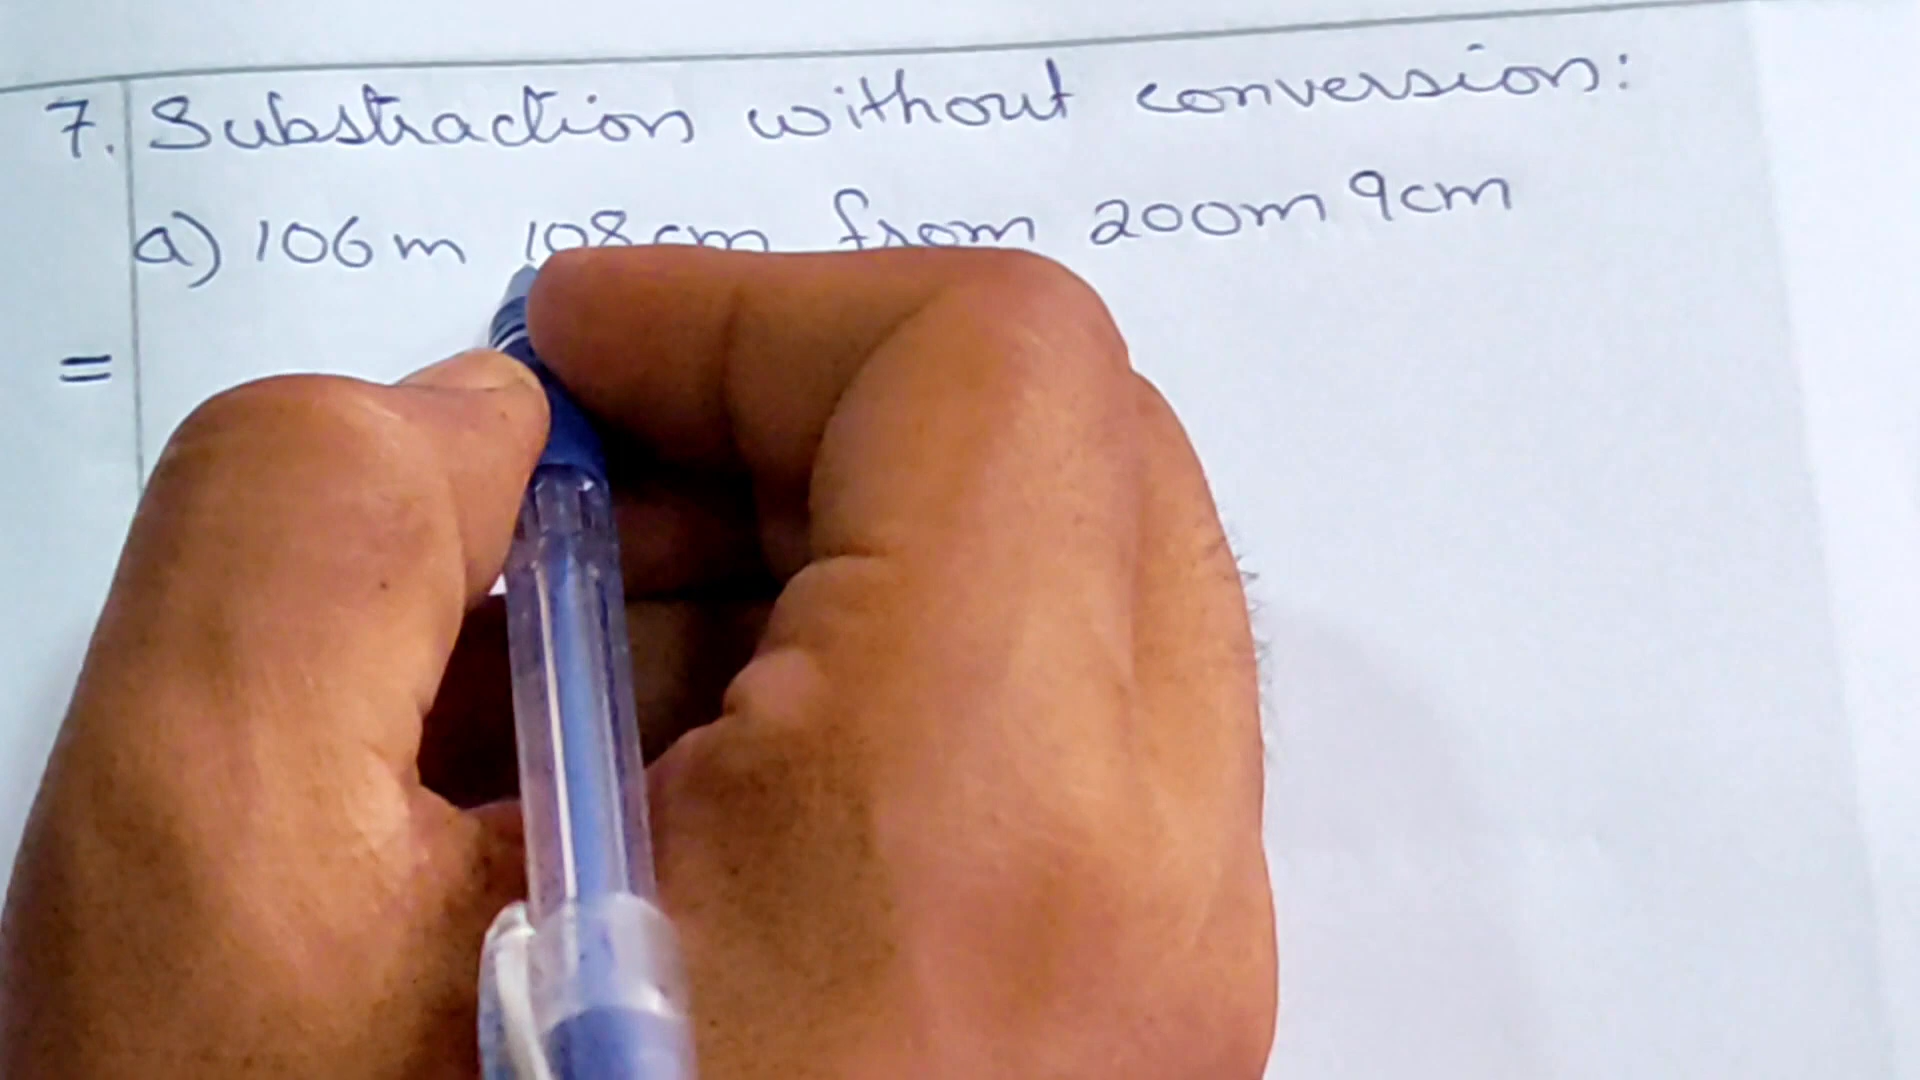 7. Substraction without conversion:
a) 106 m 108 cm from 200m 9cm
=